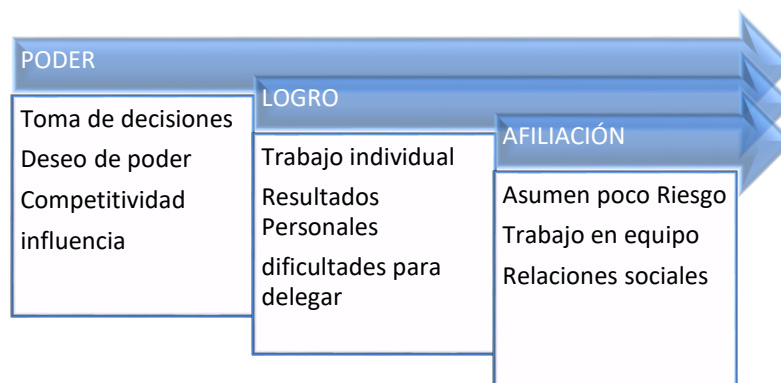 PODER
Toma de decisiones
Deseo de poder
Competitividad
influencia
LOGRO
Trabajo individual
Resultados
Personales
dificultades para
delegar
AFILIACIÓN
Asumen poco Riesgo
Trabajo en equipo
Relaciones sociales